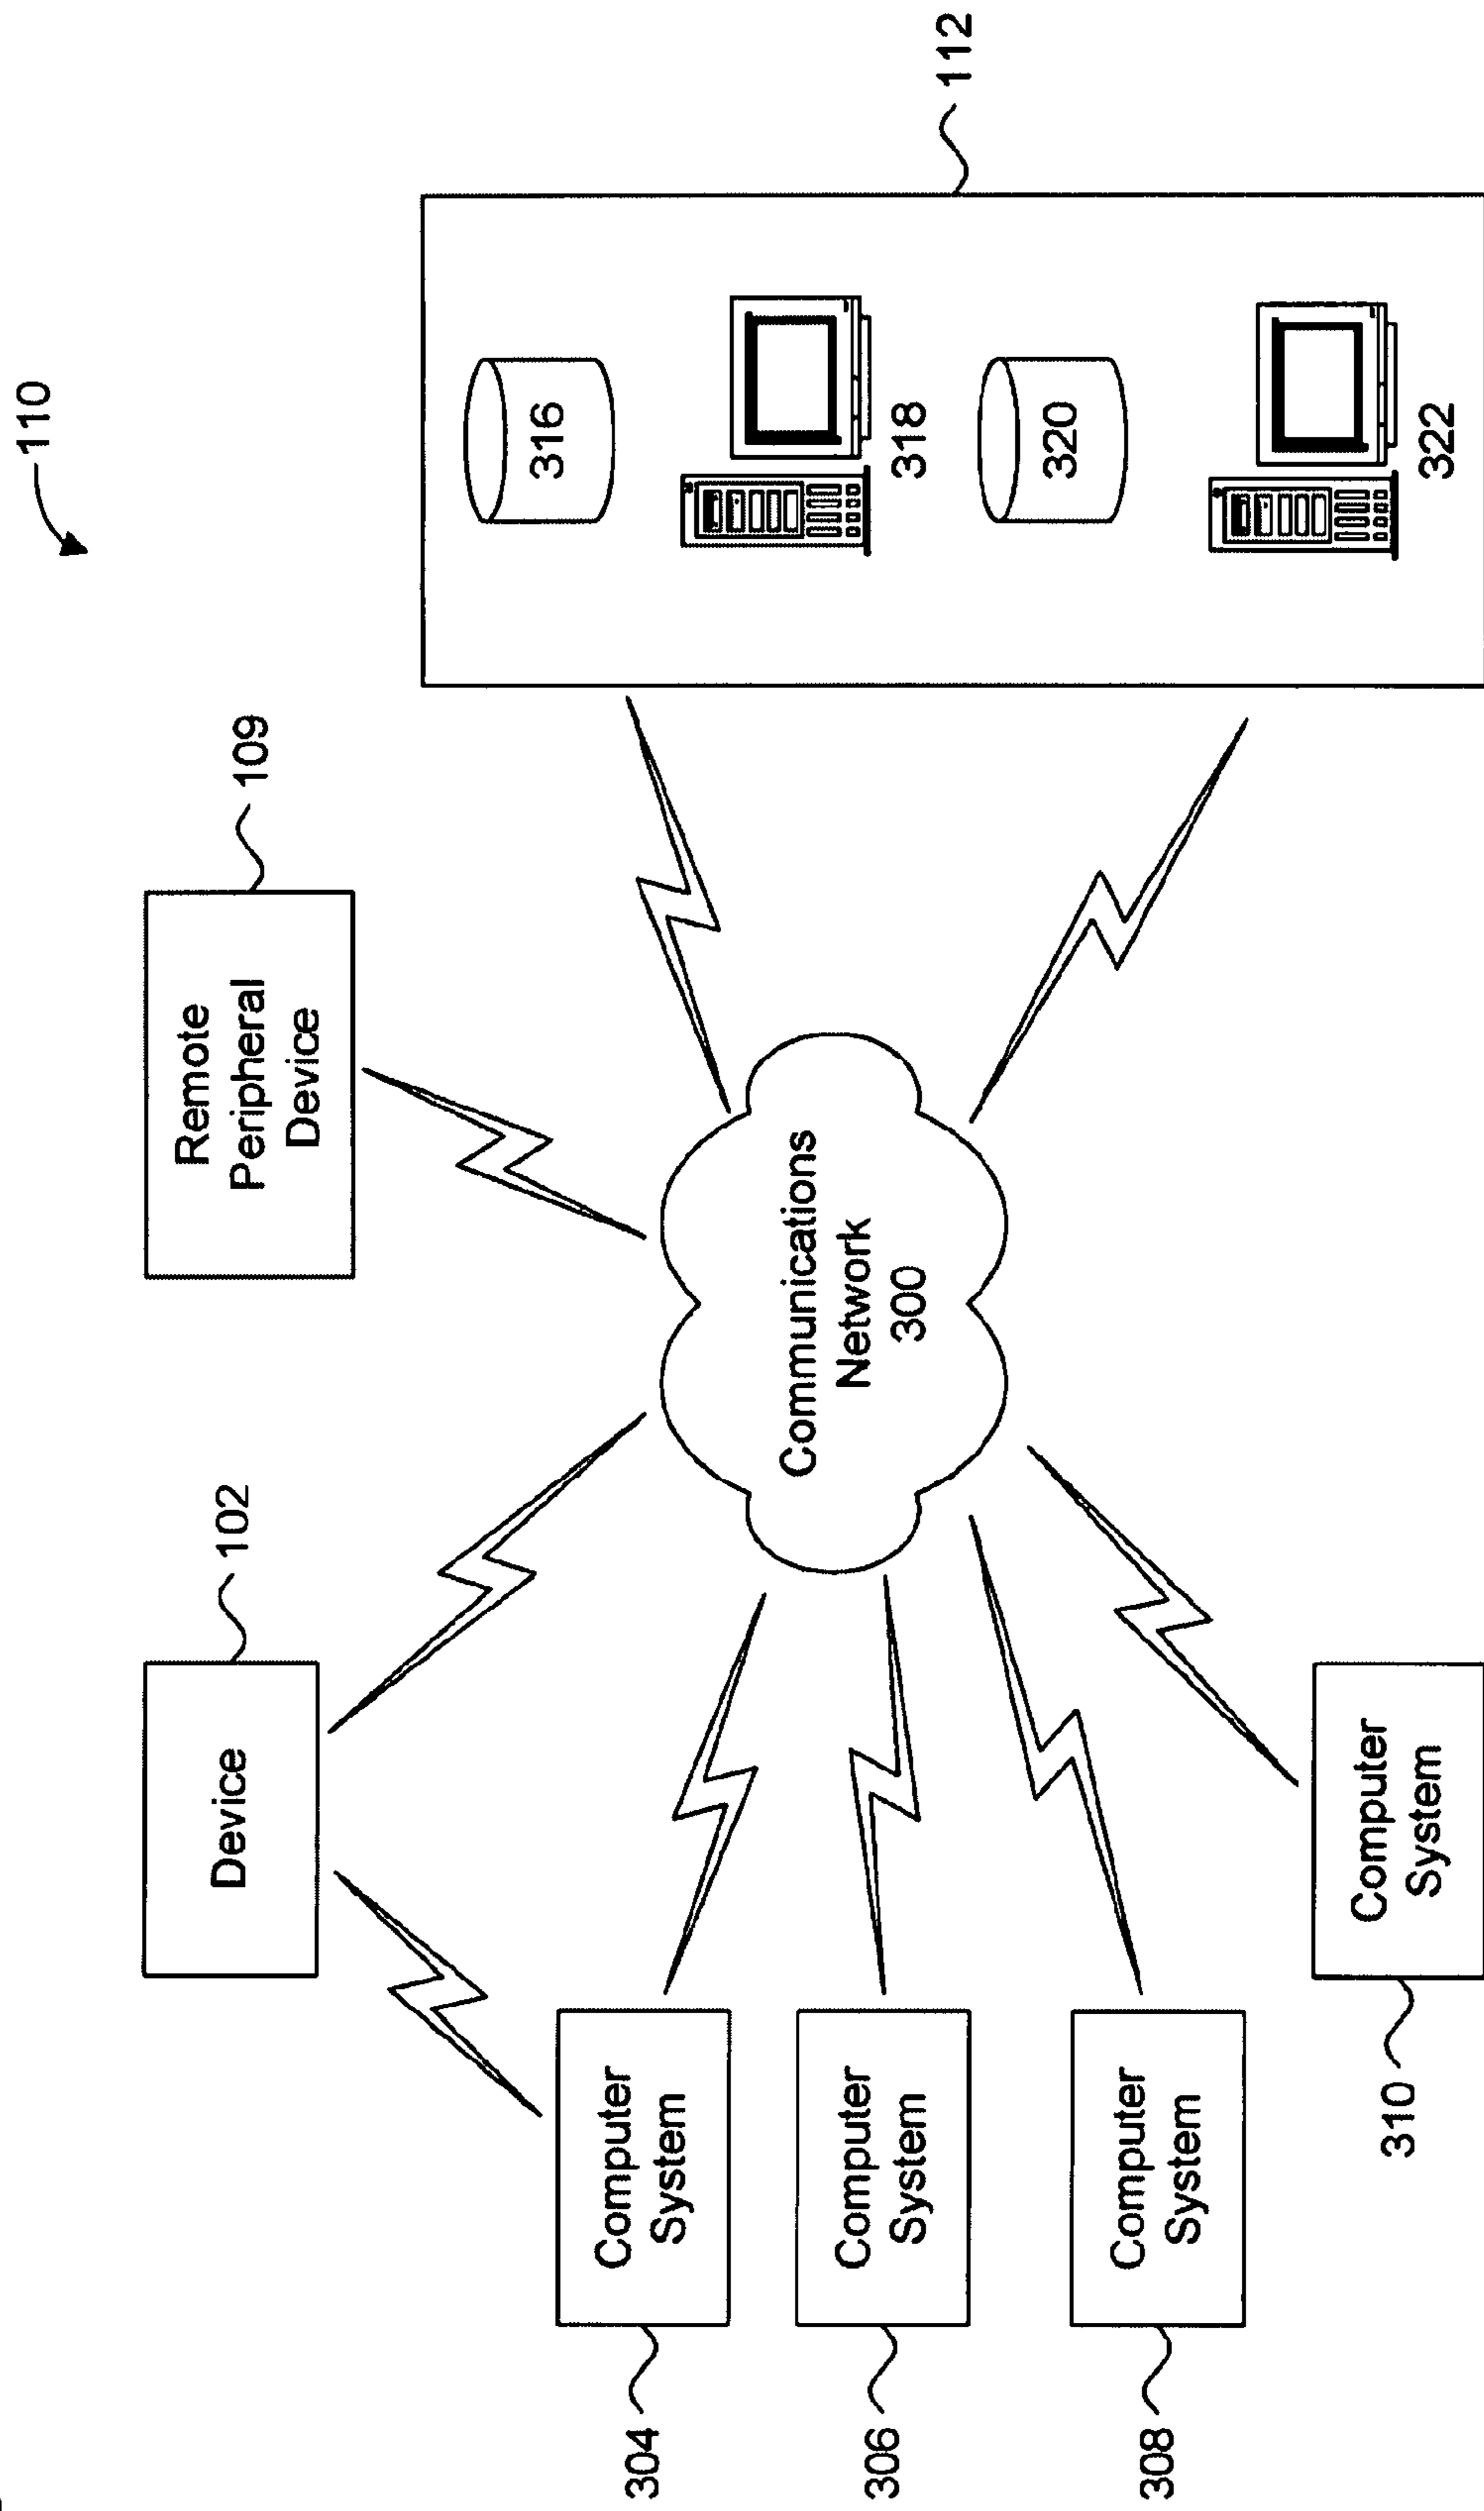 110
Device
102
Remote
Peripheral
Device
109
112
304
Computer
System
306
Computer
System
308
Computer
System
310
Computer
System
Communications
Network
300
316
318
320
322